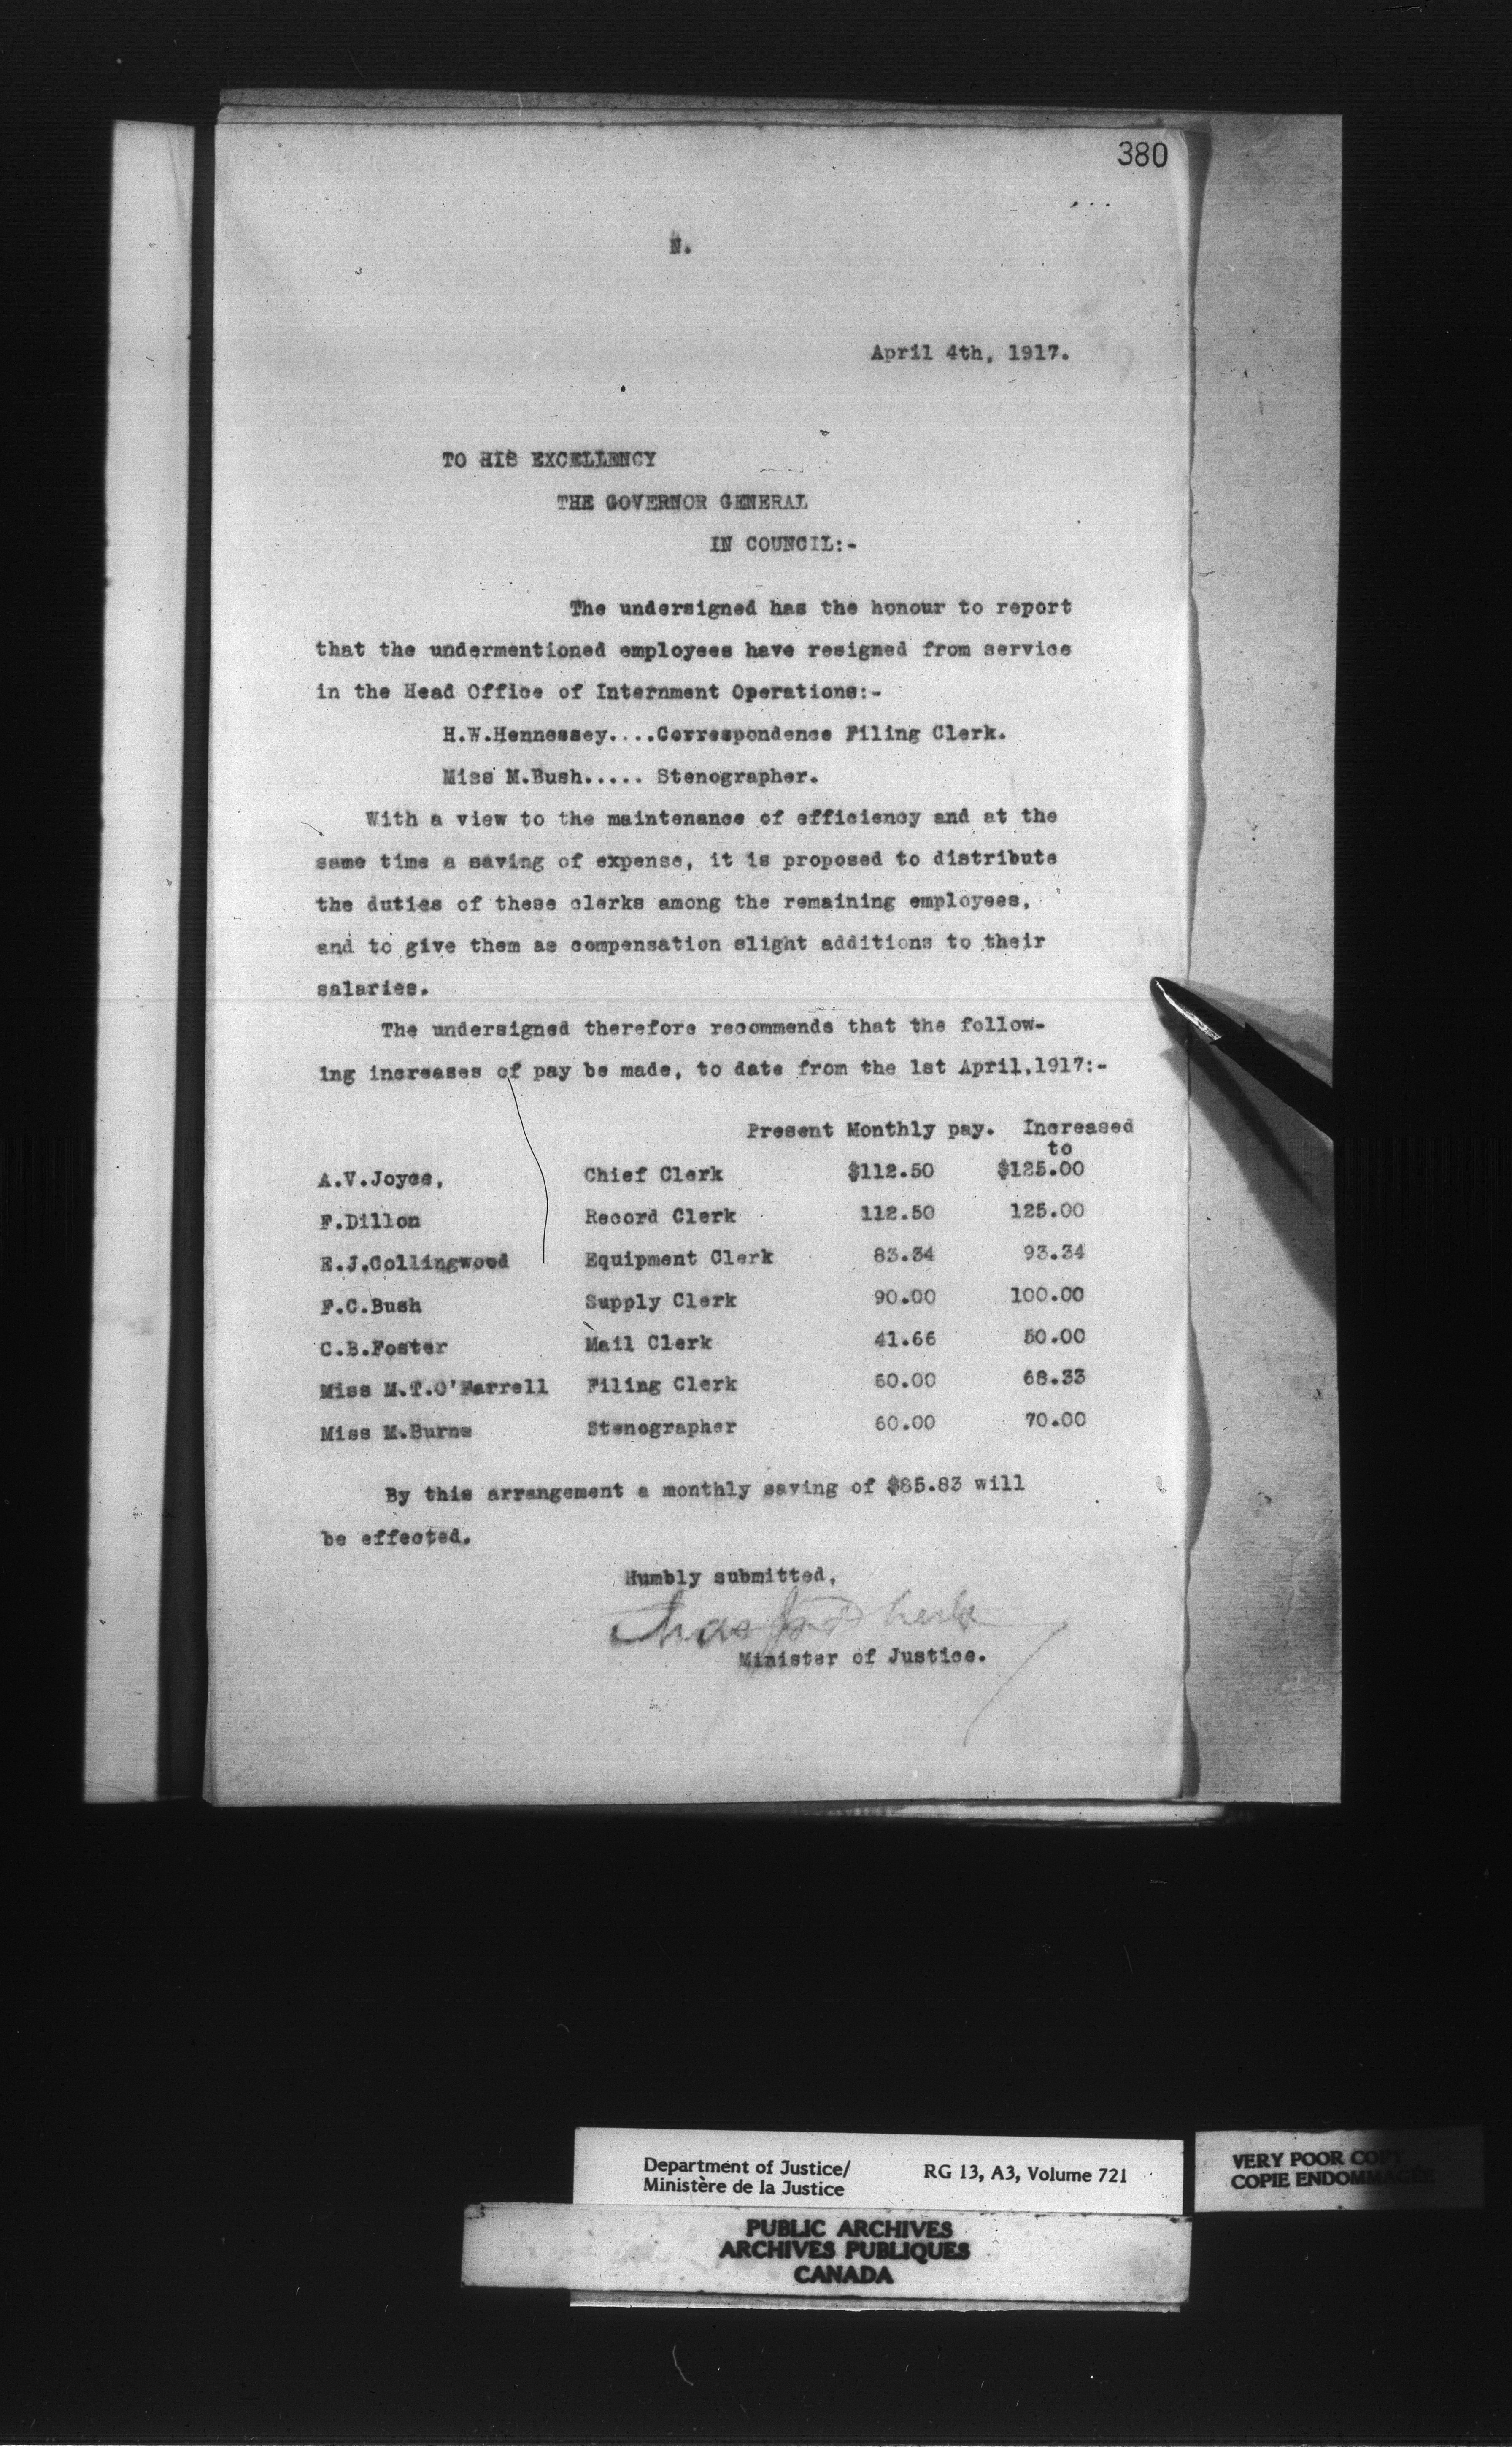 380
N.
April 4th, 1917.
TO HIS EXCELLENCY
THE GOVERNOR GENERAL
IN COUNCIL:-
The undersigned has the honour to report
that the undermentioned employees have resigned from service
in the Head Office of Internment Operations:-
H.W.Hennessey....Correspondence Filing Clerk.
Miss M.Bush..... Stenographer.
With a view to the maintenance of efficiency and at the
same time a saving of expense, it is proposed to distribute
the duties of these clerks among the remaining employees,
and to give them as compensation slight additions to their
salaries.
The undersigned therefore recommends that the follow-
ing increases of pay be made, to date from the 1st April,1917:-
Present Monthly pay. Increased
to
A.V.Joyce, Chief Clerk $112.50 $125.00
F.Dillon Record Clerk 112.50 125.00
E.J.Collingwood Equipment Clerk 83.34 93.34
F.C.Bush Supply Clerk 90.00 100.00
C.B.Foster Mail Clerk 41.66 50.00
Miss M.T.O'Farrell Filing Clerk 60.00 68.33
Miss M.Burns Stenographer 60.00 70.00
By this arrangement a monthly saving of $85.83 will
be effected.
Humbly submitted,
Chas J. Doherty
Minister of Justice.
Department of Justice/ RG 13, A3, Volume 721
Ministère de la Justice
VERY POOR COPY
COPIE ENDOMMAGÉE
PUBLIC ARCHIVES
ARCHIVES PUBLIQUES
CANADA